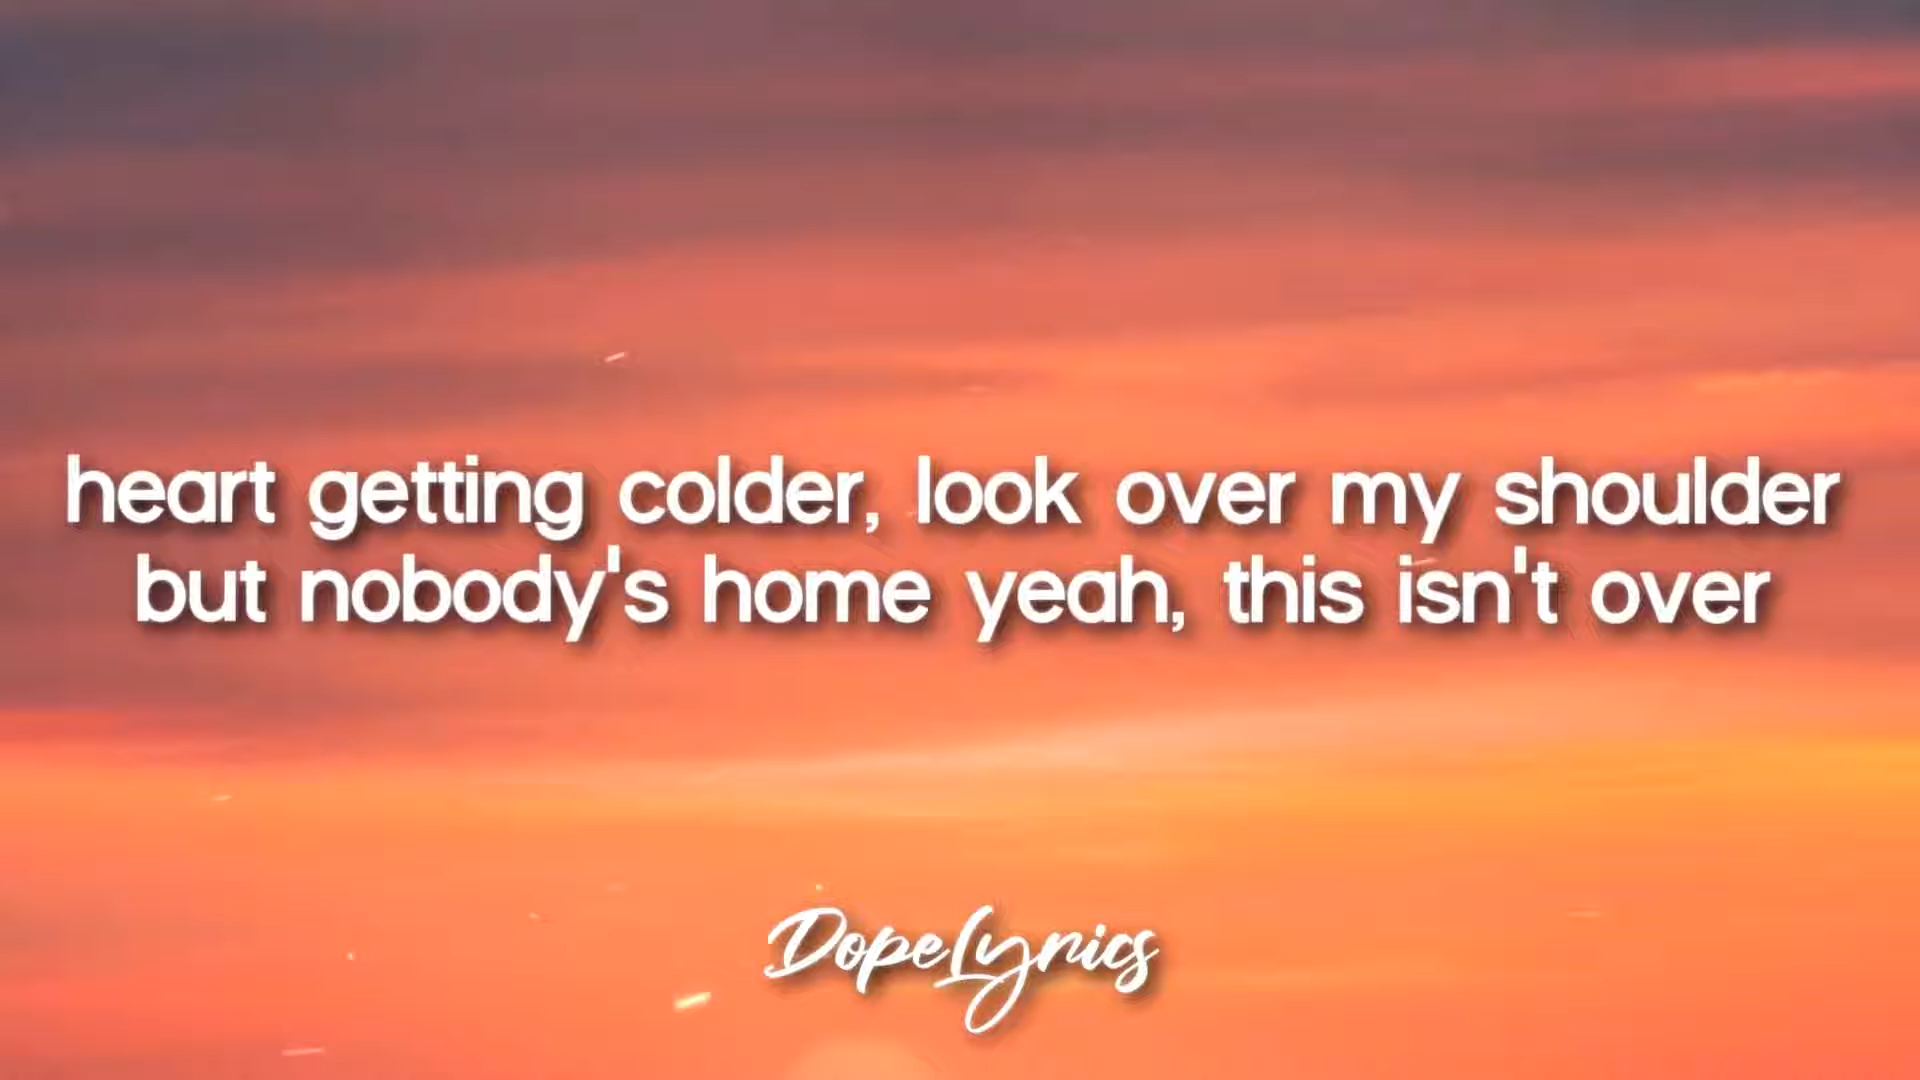 heart getting colder, look over my shoulder
but nobody's home yeah, this isn't over
DopeLyrics